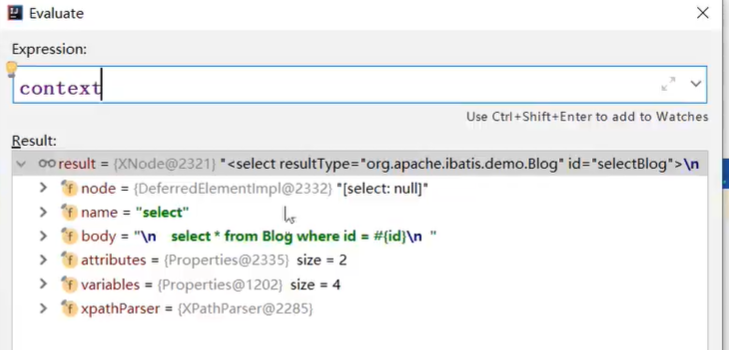 Evaluate
Expression:
context
Use Ctrl+Shift+Enter to add to Watches
Result:
result = {XNode@2321} "<select resultType="org.apache.ibatis.demo.Blog" id="selectBlog">\n
node = {DeferredElementImpl@2332} "[select: null]"
name = "select"
body = "\n select * from Blog where id = #{id}\n "
attributes = {Properties@2335} size = 2
variables = {Properties@1202} size = 4
xpathParser = {XPathParser@2285}